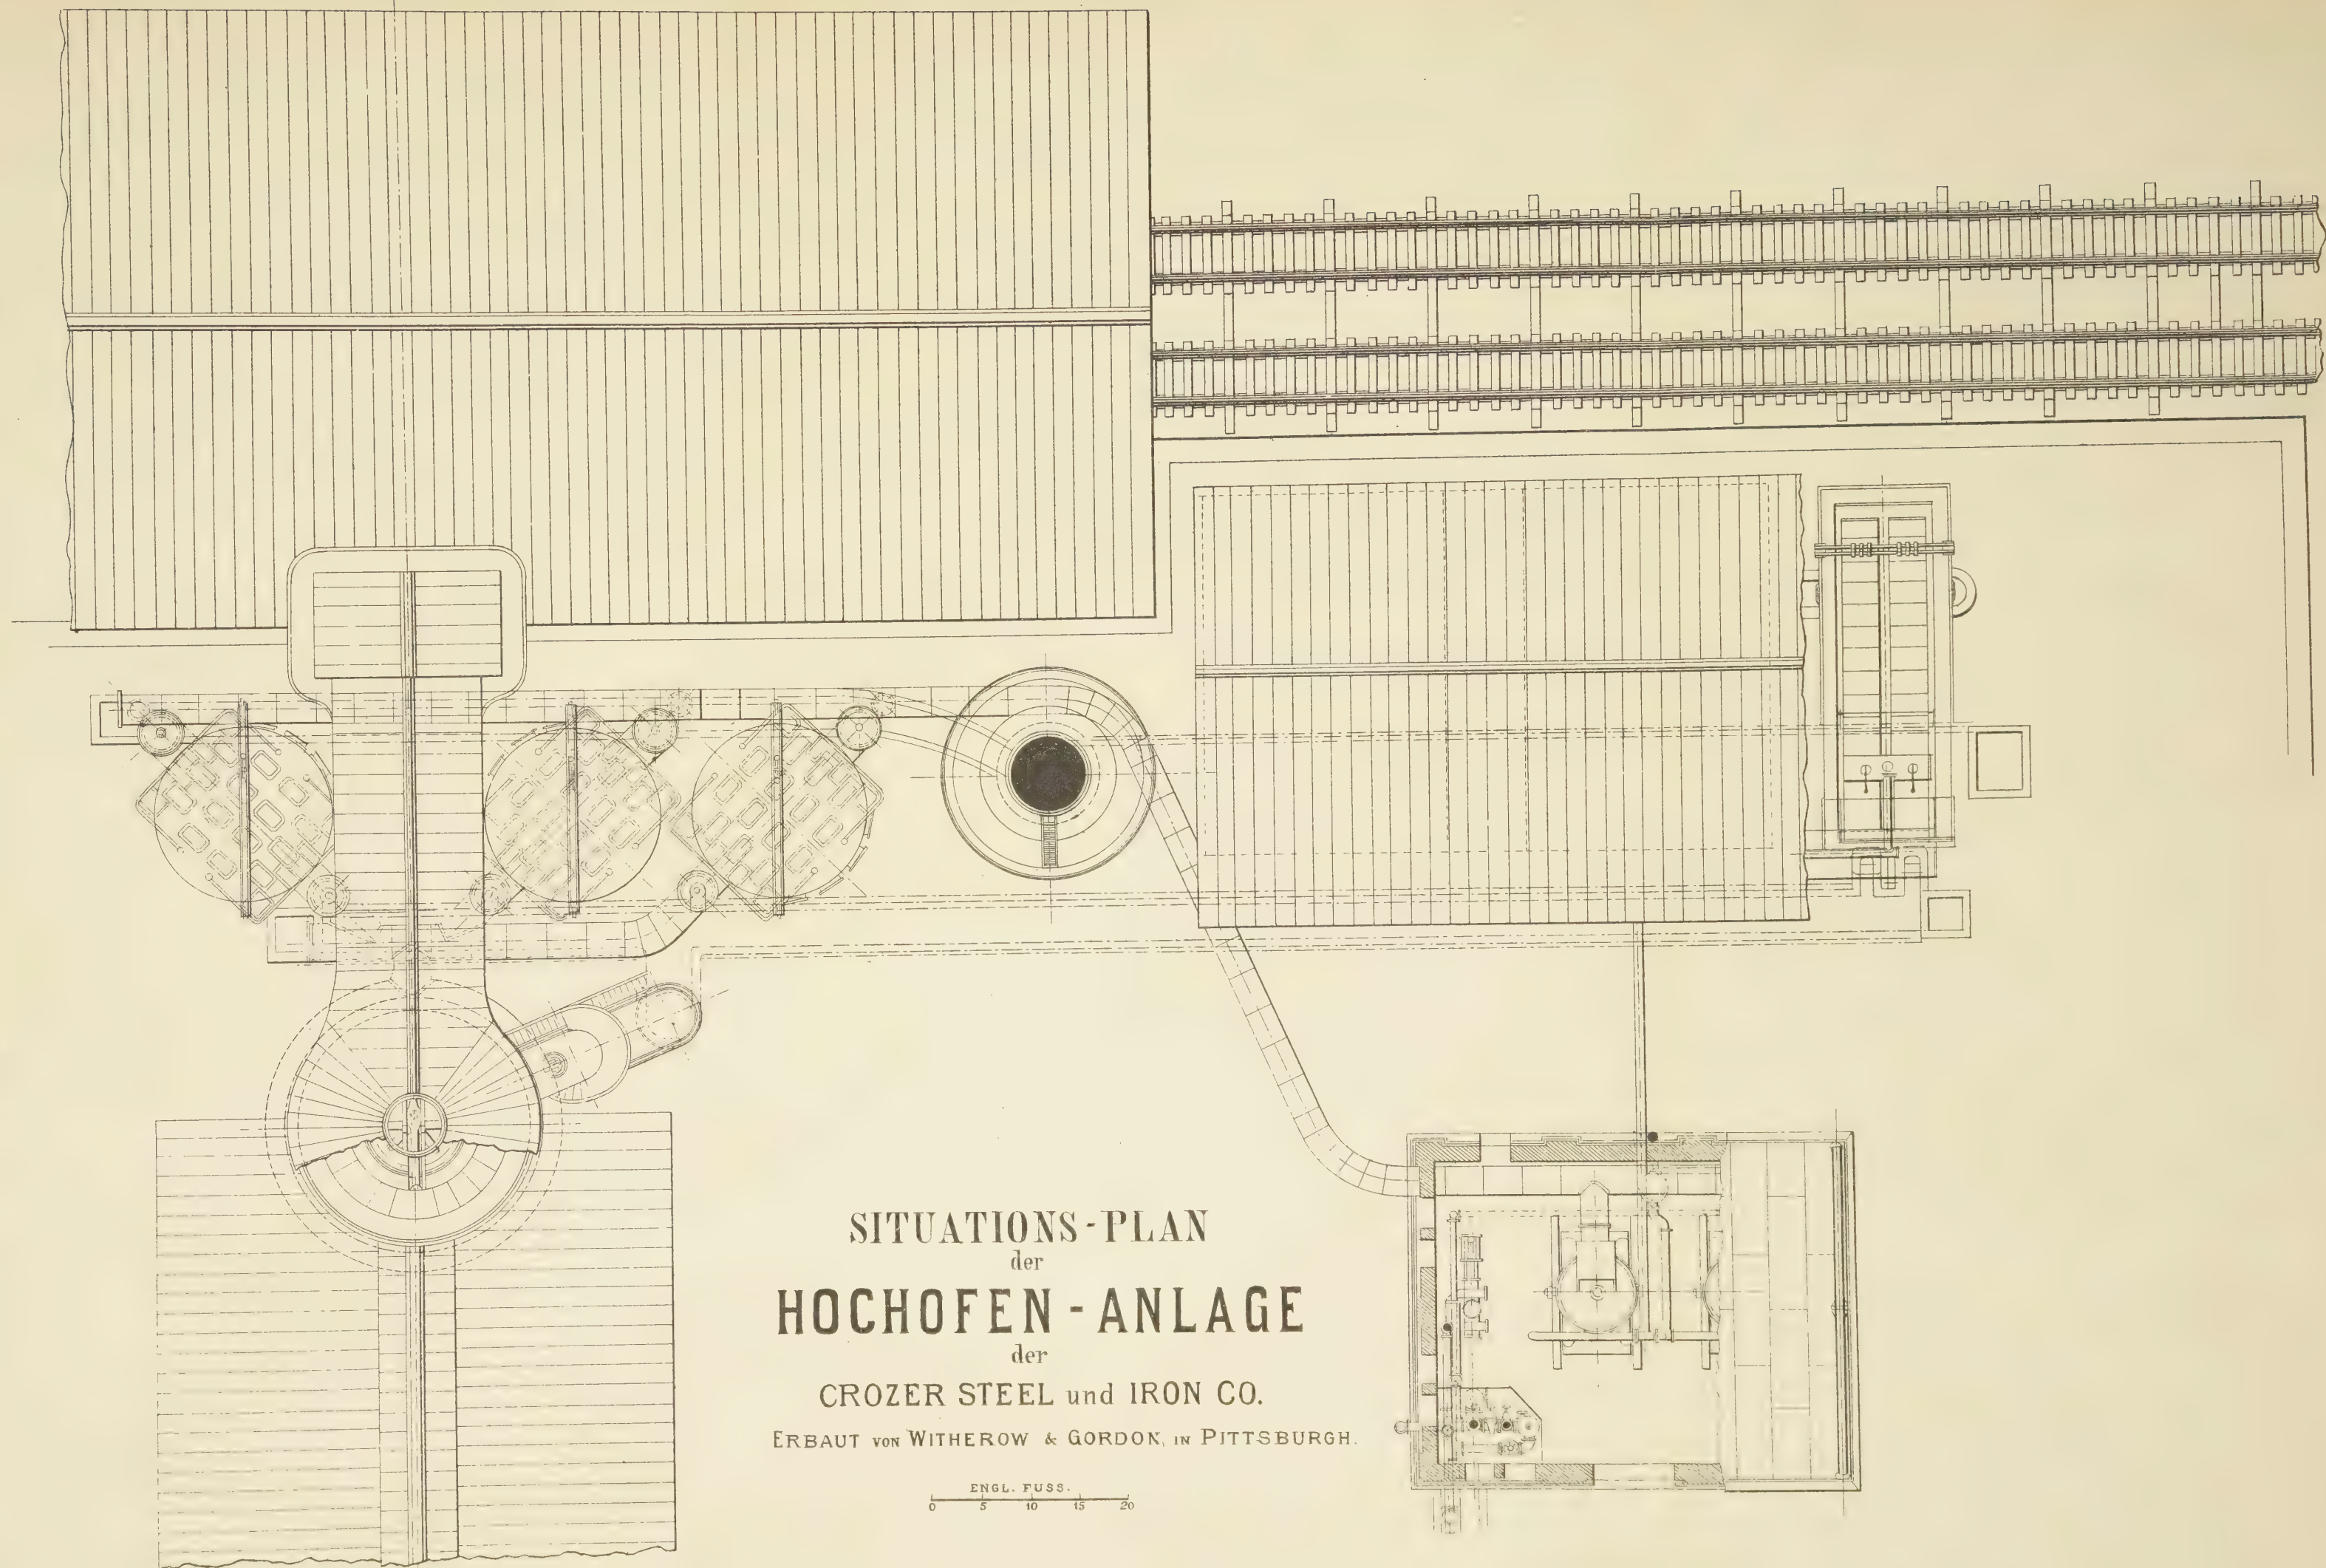 SITUATIONS-PLAN
der
HOCHOFEN-ANLAGE
der
CROZER STEEL und IRON CO.
ERBAUT VON WITHEROW & GORDON, IN PITTSBURGH.
ENGL. FUSS.
0 5 10 15 20